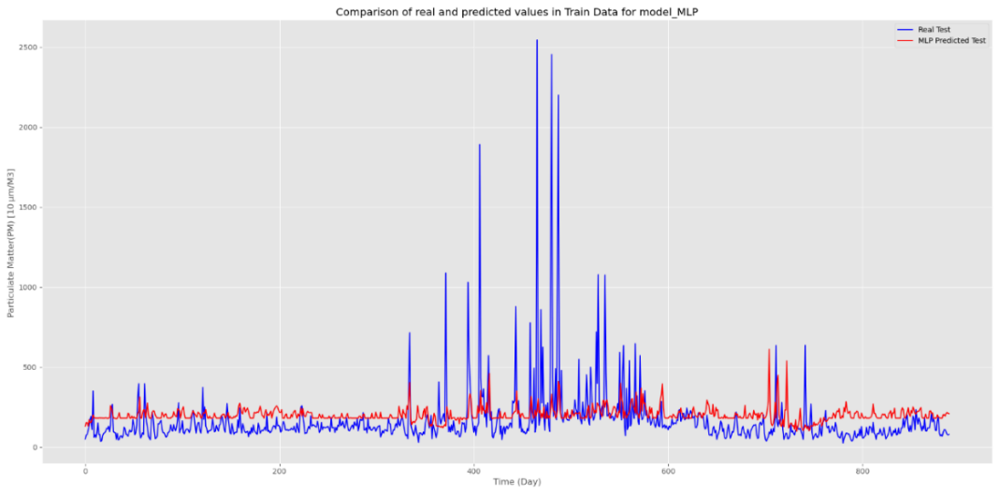 Comparison of real and predicted values in Train Data for model_MLP
Real Test
MLP Predicted Test
2500
2000
1500
1000
500
0
Particulate Matter(PM) [10 μm/M3]
0 200 400 600 800
Time (Day)